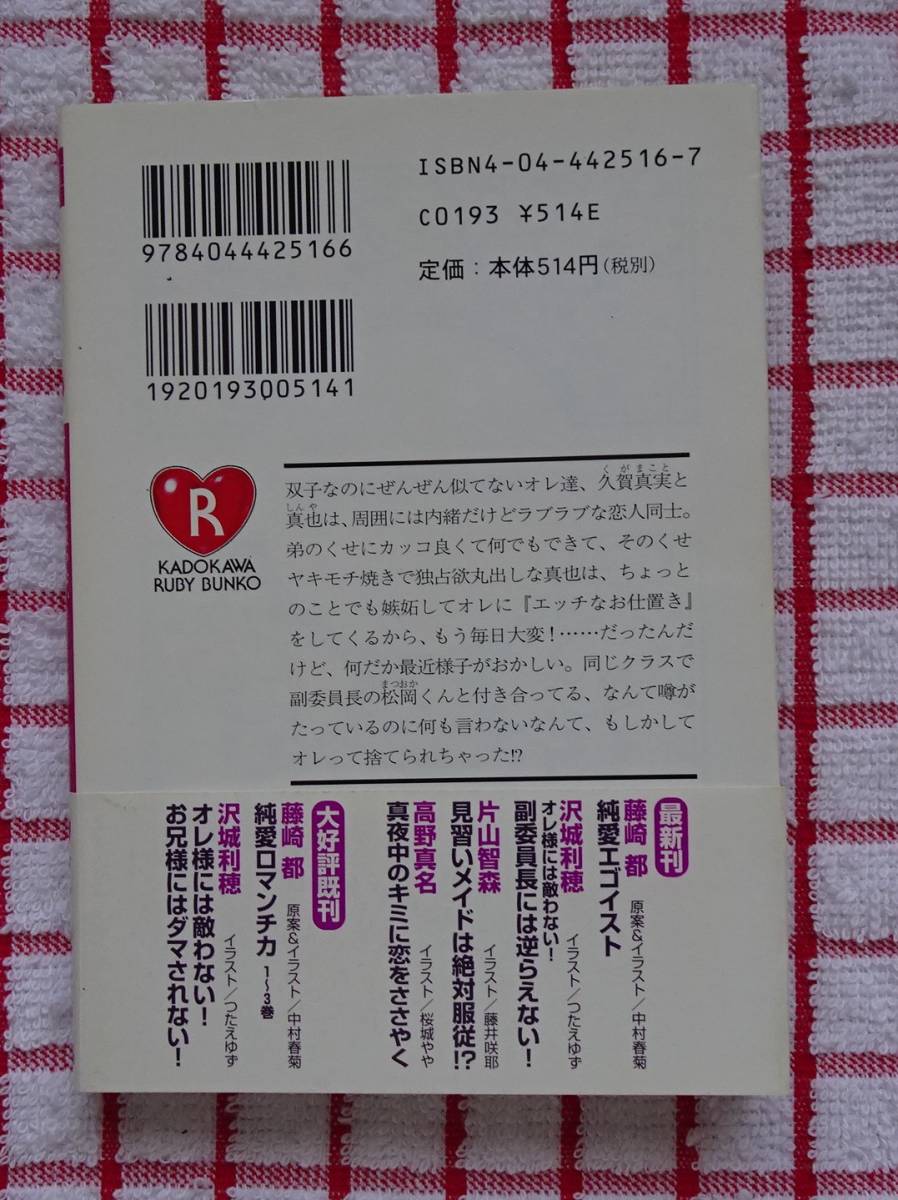 9784044425166
ISBN4-04-442516-7
C0193 ¥514E
定価：本体514円（税別）
1920193005141
R
KADOKAWA
RUBY BUNKO
双子なのにぜんぜん似てないオレ達、久賀真実と
くがまこと
真也は、周囲には内緒だけどラブラブな恋人同士。
しんや
弟のくせにカッコ良くて何でもできて、そのくせ
ヤキモチ焼きで独占欲丸出しな真也は、ちょっと
のことでも嫉妬してオレに『エッチなお仕置き』
をしてくるから、もう毎日大変！……だったんだ
けど、何だか最近様子がおかしい。同じクラスで
副委員長の松岡くんと付き合ってる、なんて噂が
まつおか
たっているのに何も言わないなんて、もしかして
オレって捨てられちゃった!?
最新刊
藤崎 都 原案&イラスト／中村春菊
純愛エゴイスト
沢城利穂 イラスト／つたえゆず
オレ様には敵わない！
副委員長には逆らえない！
片山智森 イラスト／藤井咲耶
見習いメイドは絶対服従!?
高野真名 イラスト／桜城やや
真夜中のキミに恋をささやく
大好評既刊
藤崎 都 原案&イラスト／中村春菊
純愛ロマンチカ 1〜3巻
沢城利穂 イラスト／つたえゆず
オレ様には敵わない！
お兄様にはダマされない！